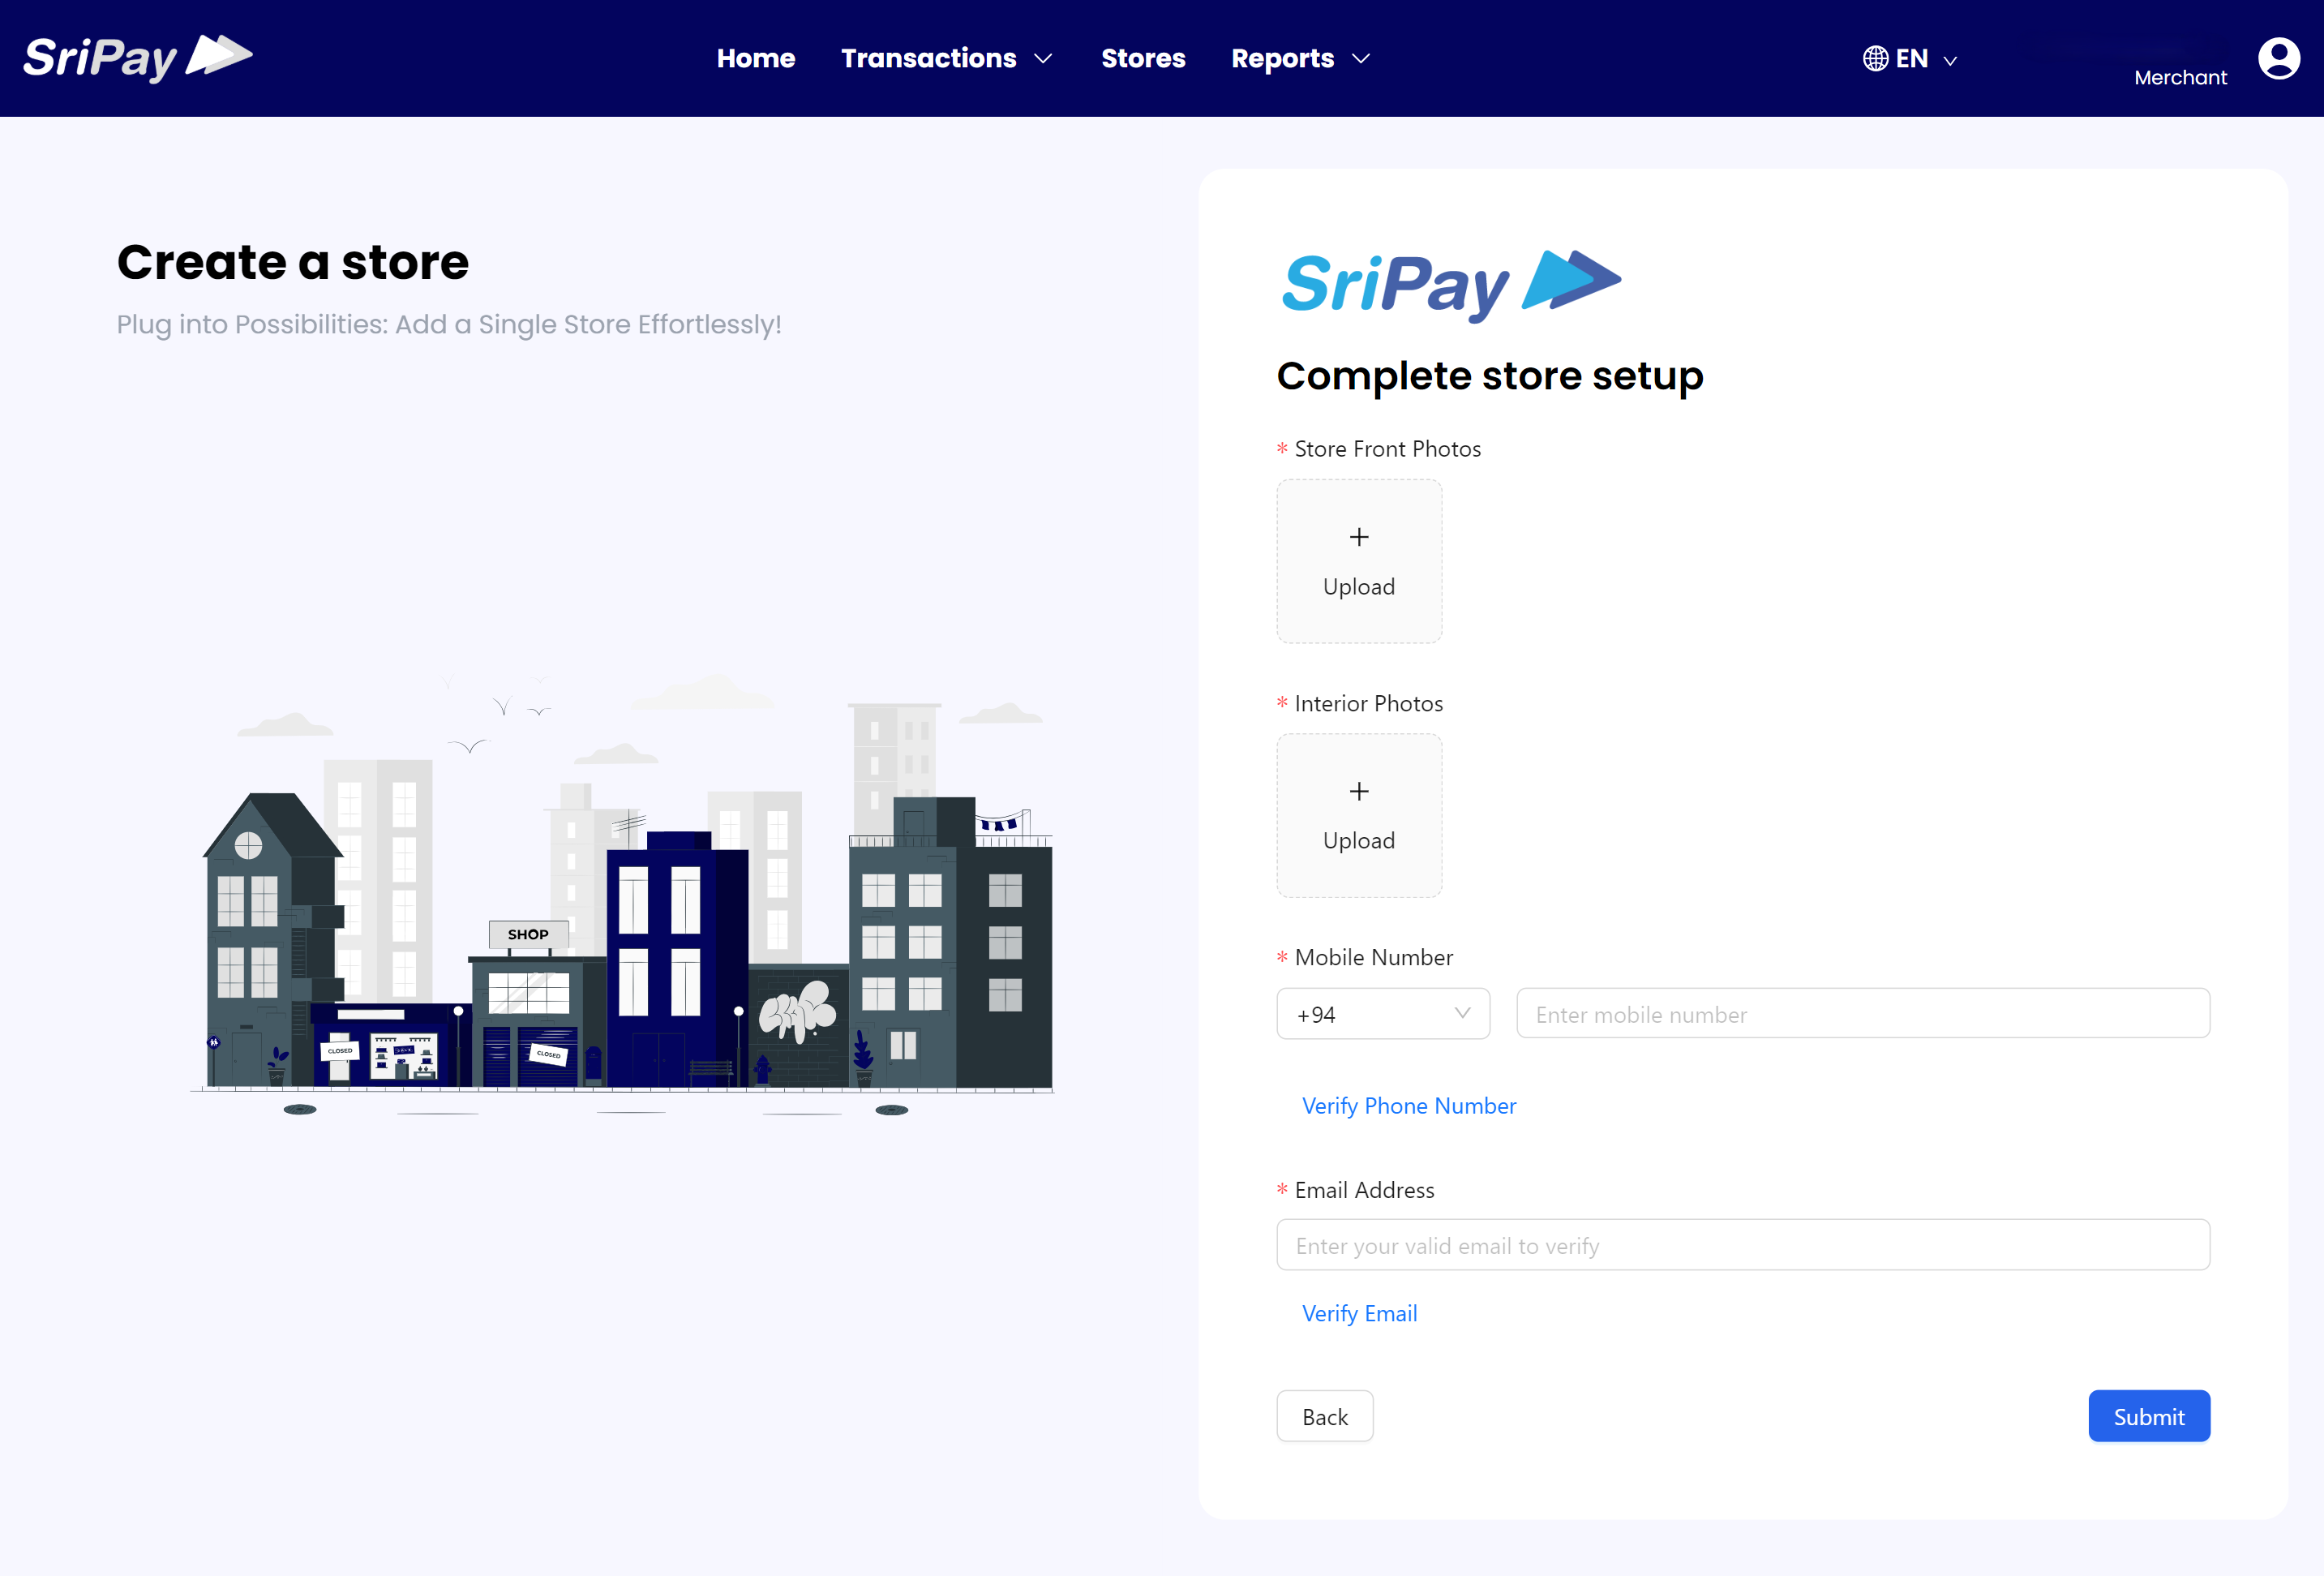 SriPay
Home Transactions Stores Reports
EN
Merchant
Create a store
Plug into Possibilities: Add a Single Store Effortlessly!
SHOP
CLOSED
CLOSED
SriPay
Complete store setup
* Store Front Photos
+
Upload
* Interior Photos
+
Upload
* Mobile Number
+94 Enter mobile number
Verify Phone Number
* Email Address
Enter your valid email to verify
Verify Email
Back Submit